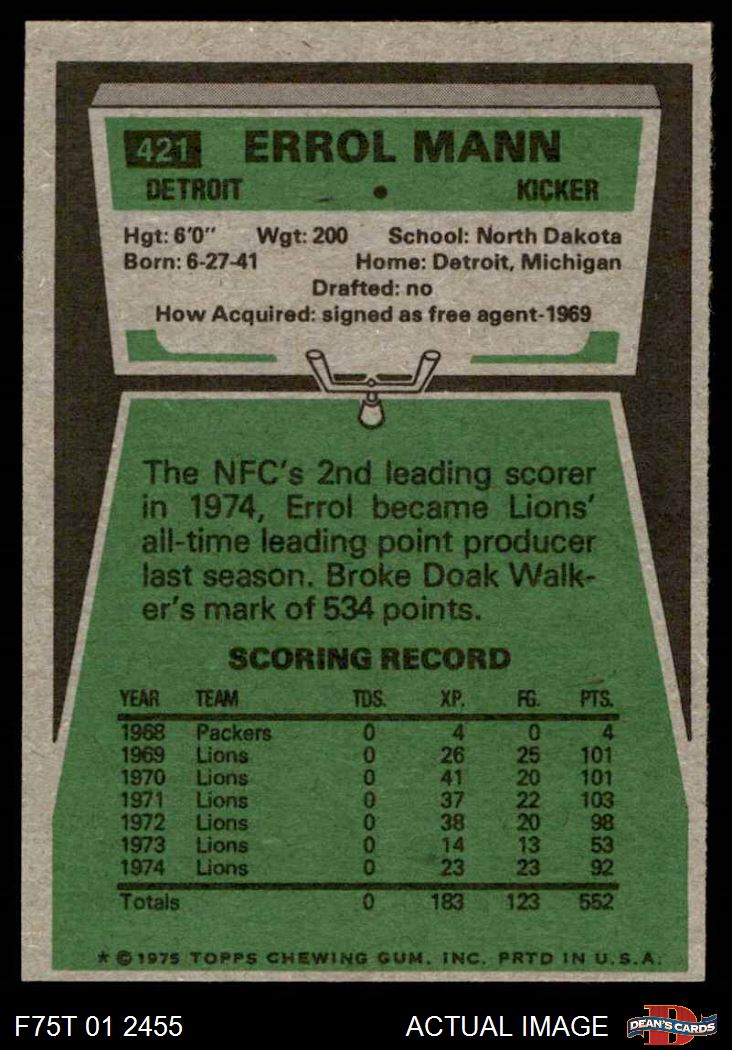 421 ERROL MANN
DETROIT • KICKER
Hgt: 6'0" Wgt: 200 School: North Dakota
Born: 6-27-41 Home: Detroit, Michigan
Drafted: no
How Acquired: signed as free agent-1969
The NFC's 2nd leading scorer
in 1974, Errol became Lions'
all-time leading point producer
last season. Broke Doak Walk-
er's mark of 534 points.
SCORING RECORD
YEAR TEAM TDS. XP. FG. PTS.
1968 Packers 0 4 0 4
1969 Lions 0 26 25 101
1970 Lions 0 41 20 101
1971 Lions 0 37 22 103
1972 Lions 0 38 20 98
1973 Lions 0 14 13 53
1974 Lions 0 23 23 92
Totals 0 183 123 552
* © 1975 TOPPS CHEWING GUM, INC. PRTD IN U.S.A.
F75T 01 2455 ACTUAL IMAGE D DEAN'S CARDS